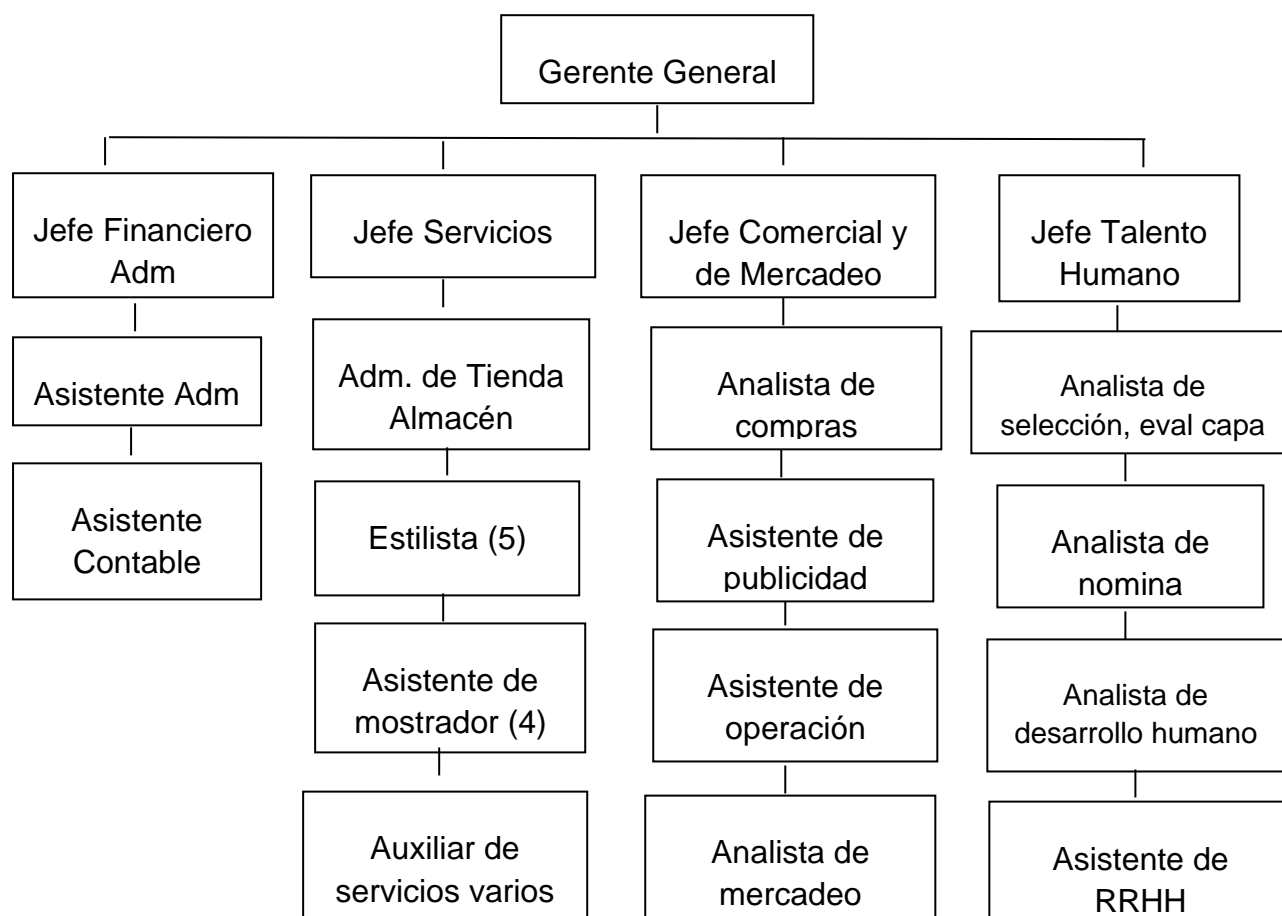 Gerente General
Jefe Financiero
Adm
Jefe Servicios
Jefe Comercial y
de Mercadeo
Jefe Talento
Humano
Asistente Adm
Adm. de Tienda
Almacén
Analista de
compras
Analista de
selección, eval capa
Asistente
Contable
Estilista (5)
Asistente de
publicidad
Analista de
nomina
Asistente de
mostrador (4)
Asistente de
operación
Analista de
desarrollo humano
Auxiliar de
servicios varios
Analista de
mercadeo
Asistente de
RRHH